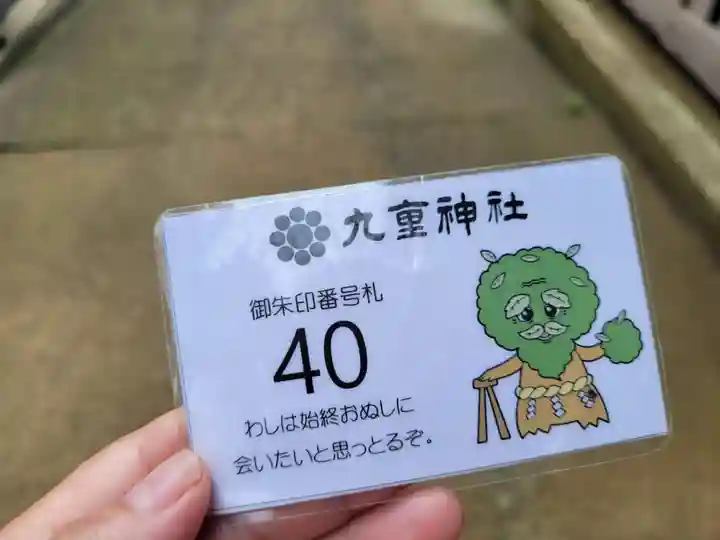 九重神社
御朱印番号札
40
わしは始終おぬしに
会いたいと思っとるぞ。